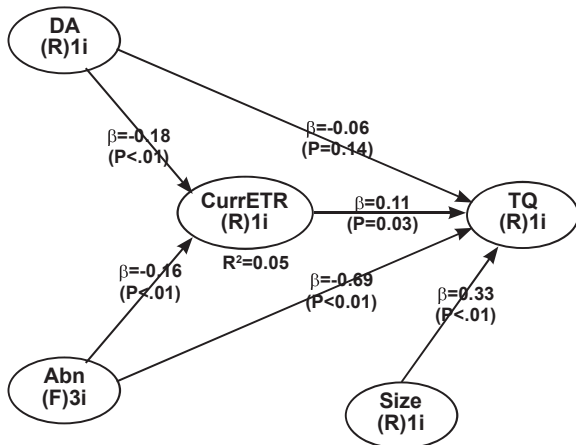 DA
(R)1i
β=-0.18
(P<.01)
β=-0.06
(P=0.14)
CurrETR
(R)1i
R²=0.05
β=0.11
(P=0.03)
TQ
(R)1i
β=-0.16
(P<.01)
β=-0.69
(P<0.01)
β=0.33
(P<.01)
Abn
(F)3i
Size
(R)1i